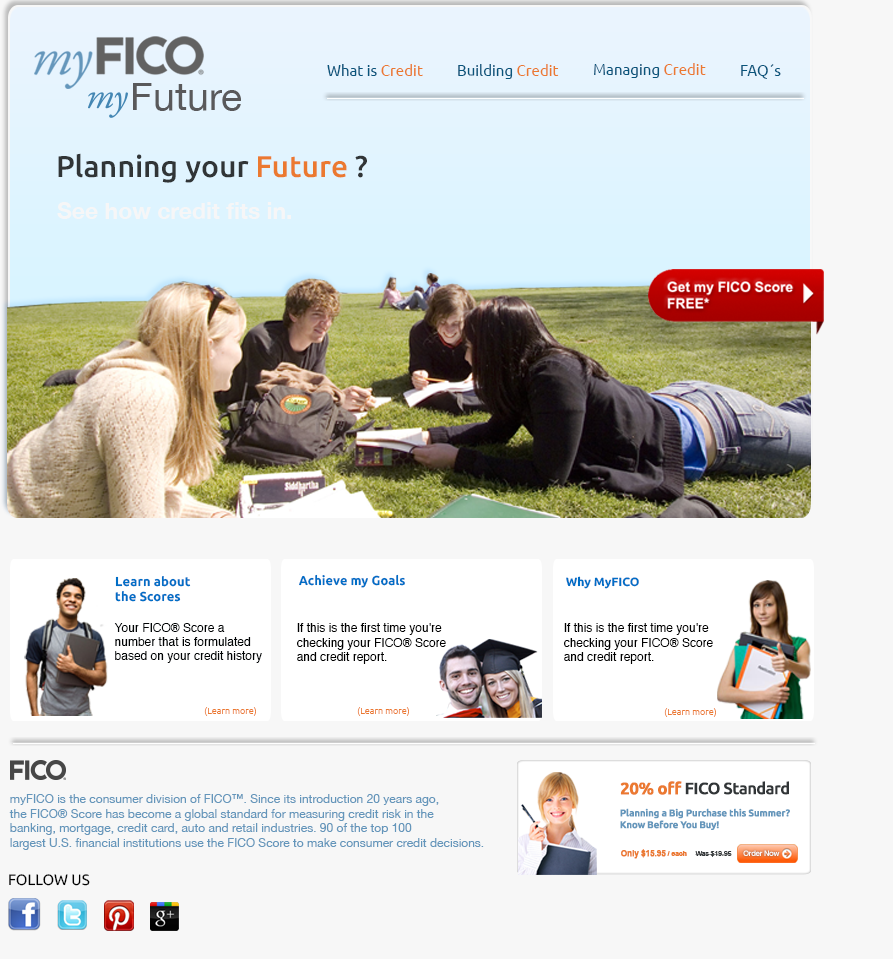 myFICO.
myFuture
What is Credit
Building Credit
Managing Credit
FAQ´s
Planning your Future ?
See how credit fits in.
Get my FICO Score
FREE*
Siddhartha
Learn about
the Scores
Your FICO® Score a
number that is formulated
based on your credit history
(Learn more)
Achieve my Goals
If this is the first time you're
checking your FICO® Score
and credit report.
(Learn more)
Why MyFICO
If this is the first time you're
checking your FICO® Score
and credit report.
(Learn more)
FICO
myFICO is the consumer division of FICO™. Since its introduction 20 years ago,
the FICO® Score has become a global standard for measuring credit risk in the
banking, mortgage, credit card, auto and retail industries. 90 of the top 100
largest U.S. financial institutions use the FICO Score to make consumer credit decisions.
20% off FICO Standard
Planning a Big Purchase this Summer?
Know Before You Buy!
Only $15.95 / each
Was $19.95
Order Now
FOLLOW US
f
t
p
g+